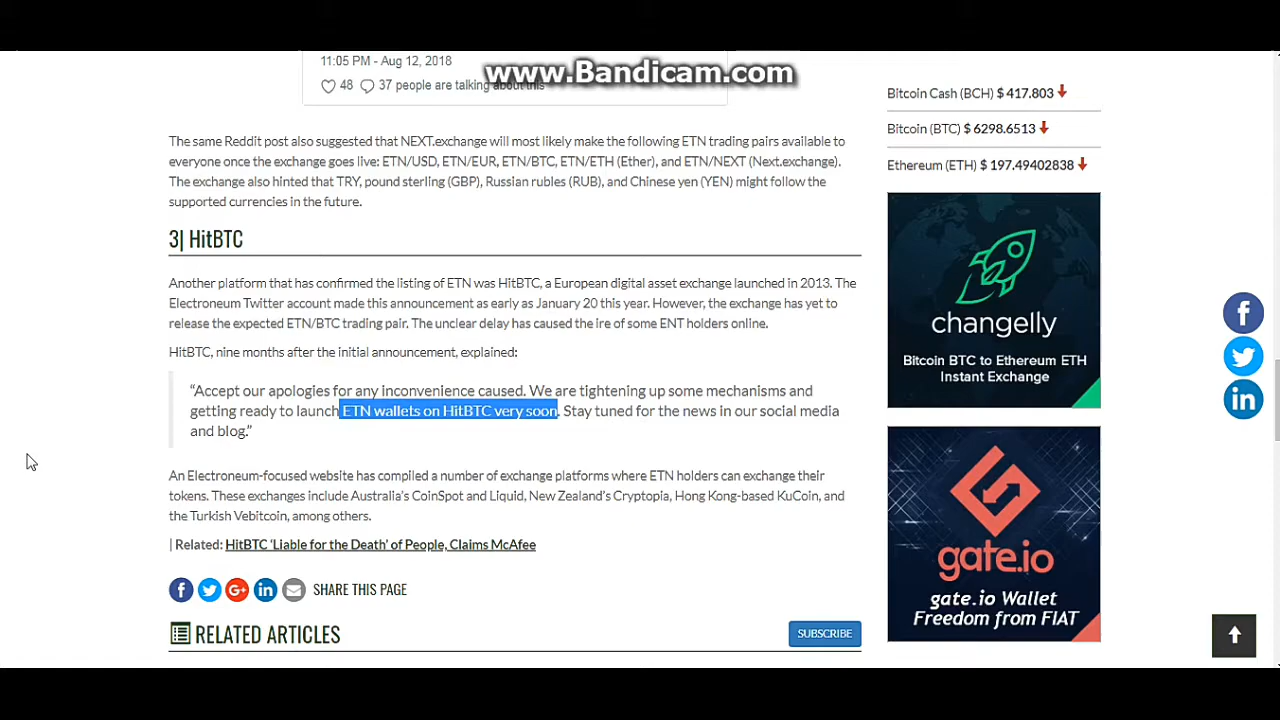 www.Bandicam.com
11:05 PM - Aug 12, 2018
48 37 people are talking about this
The same Reddit post also suggested that NEXT.exchange will most likely make the following ETN trading pairs available to
everyone once the exchange goes live: ETN/USD, ETN/EUR, ETN/BTC, ETN/ETH (Ether), and ETN/NEXT (Next.exchange).
The exchange also hinted that TRY, pound sterling (GBP), Russian rubles (RUB), and Chinese yen (YEN) might follow the
supported currencies in the future.
3| HitBTC
Another platform that has confirmed the listing of ETN was HitBTC, a European digital asset exchange launched in 2013. The
Electroneum Twitter account made this announcement as early as January 20 this year. However, the exchange has yet to
release the expected ETN/BTC trading pair. The unclear delay has caused the ire of some ENT holders online.
HitBTC, nine months after the initial announcement, explained:
“Accept our apologies for any inconvenience caused. We are tightening up some mechanisms and
getting ready to launch ETN wallets on HitBTC very soon. Stay tuned for the news in our social media
and blog.”
An Electroneum-focused website has compiled a number of exchange platforms where ETN holders can exchange their
tokens. These exchanges include Australia’s CoinSpot and Liquid, New Zealand’s Cryptopia, Hong Kong-based KuCoin, and
the Turkish Vebitcoin, among others.
| Related: HitBTC ‘Liable for the Death’ of People, Claims McAfee
SHARE THIS PAGE
RELATED ARTICLES
SUBSCRIBE
Bitcoin Cash (BCH) $ 417.803
Bitcoin (BTC) $ 6298.6513
Ethereum (ETH) $ 197.49402838
changelly
Bitcoin BTC to Ethereum ETH
Instant Exchange
gate.io
gate.io Wallet
Freedom from FIAT